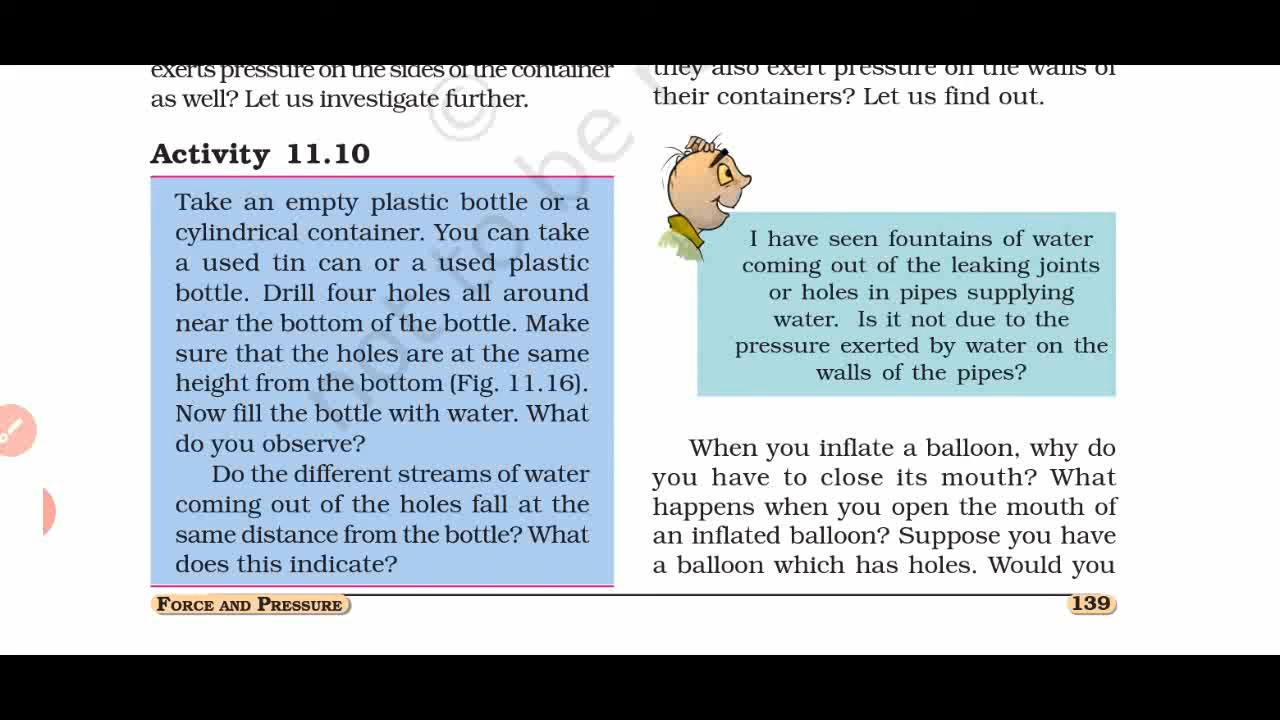 exerts pressure on the sides of the container
as well? Let us investigate further.
Activity 11.10
Take an empty plastic bottle or a
cylindrical container. You can take
a used tin can or a used plastic
bottle. Drill four holes all around
near the bottom of the bottle. Make
sure that the holes are at the same
height from the bottom (Fig. 11.16).
Now fill the bottle with water. What
do you observe?
Do the different streams of water
coming out of the holes fall at the
same distance from the bottle? What
does this indicate?
they also exert pressure on the walls of
their containers? Let us find out.
I have seen fountains of water
coming out of the leaking joints
or holes in pipes supplying
water. Is it not due to the
pressure exerted by water on the
walls of the pipes?
When you inflate a balloon, why do
you have to close its mouth? What
happens when you open the mouth of
an inflated balloon? Suppose you have
a balloon which has holes. Would you
FORCE AND PRESSURE
139
©
not to be